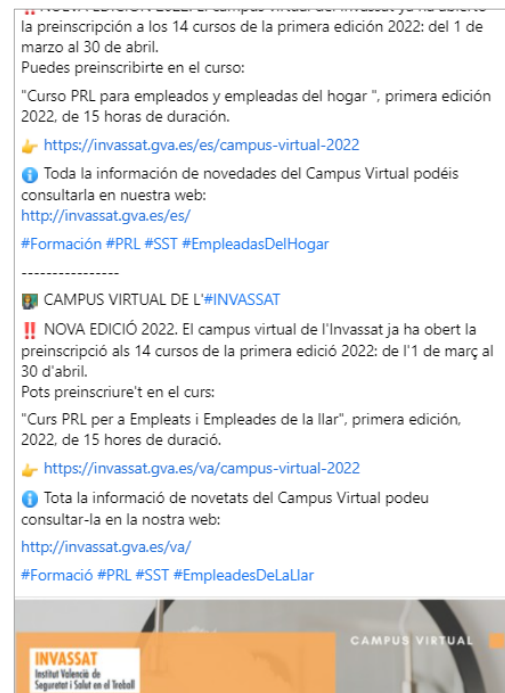 la preinscripción a los 14 cursos de la primera edición 2022: del 1 de
marzo al 30 de abril.
Puedes preinscribirte en el curso:
"Curso PRL para empleados y empleadas del hogar ", primera edición
2022, de 15 horas de duración.
https://invassat.gva.es/es/campus-virtual-2022
Toda la información de novedades del Campus Virtual podéis
consultarla en nuestra web:
http://invassat.gva.es/es/
#Formación #PRL #SST #EmpleadasDelHogar
----------------
CAMPUS VIRTUAL DE L'#INVASSAT
‼️ NOVA EDICIÓ 2022. El campus virtual de l'Invassat ja ha obert la
preinscripció als 14 cursos de la primera edició 2022: de l'1 de març al
30 d'abril.
Pots preinscriure't en el curs:
"Curs PRL per a Empleats i Empleades de la llar", primera edición,
2022, de 15 hores de duració.
https://invassat.gva.es/va/campus-virtual-2022
Tota la informació de novetats del Campus Virtual podeu
consultar-la en la nostra web:
http://invassat.gva.es/va/
#Formació #PRL #SST #EmpleadesDeLaLlar
CAMPUS VIRTUAL
INVASSAT
Institut Valencià de
Seguretat i Salut en el Treball